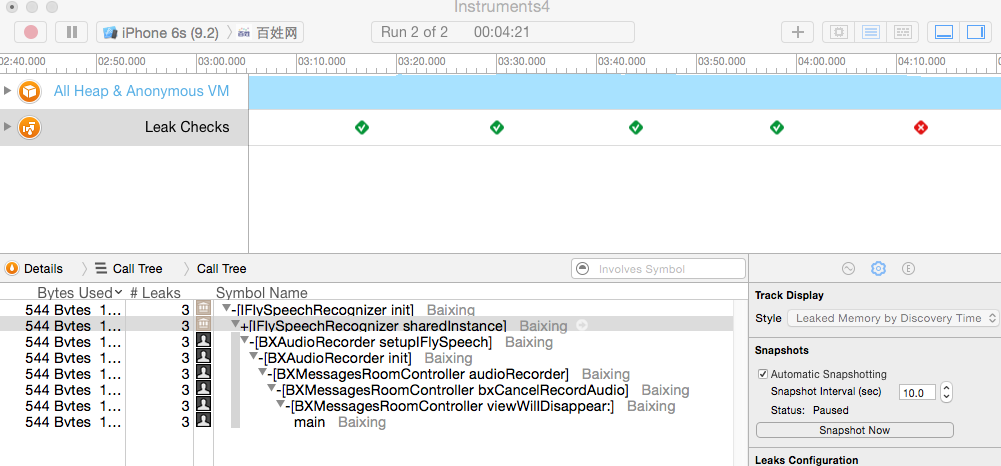 Instruments4
iPhone 6s (9.2) 百姓网 Run 2 of 2 00:04:21
02:40.000 02:50.000 03:00.000 03:10.000 03:20.000 03:30.000 03:40.000 03:50.000 04:00.000 04:10.000
All Heap & Anonymous VM
Leak Checks
Details Call Tree Call Tree Involves Symbol
Bytes Used # Leaks Symbol Name
544 Bytes 1... 3 -[IFlySpeechRecognizer init] Baixing
544 Bytes 1... 3 +[IFlySpeechRecognizer sharedInstance] Baixing
544 Bytes 1... 3 -[BXAudioRecorder setupIFlySpeech] Baixing
544 Bytes 1... 3 -[BXAudioRecorder init] Baixing
544 Bytes 1... 3 -[BXMessagesRoomController audioRecorder] Baixing
544 Bytes 1... 3 -[BXMessagesRoomController bxCancelRecordAudio] Baixing
544 Bytes 1... 3 -[BXMessagesRoomController viewWillDisappear:] Baixing
544 Bytes 1... 3 main Baixing
E
Track Display
Style Leaked Memory by Discovery Time
Snapshots
Automatic Snapshotting
Snapshot Interval (sec) 10.0
Status: Paused
Snapshot Now
Leaks Configuration